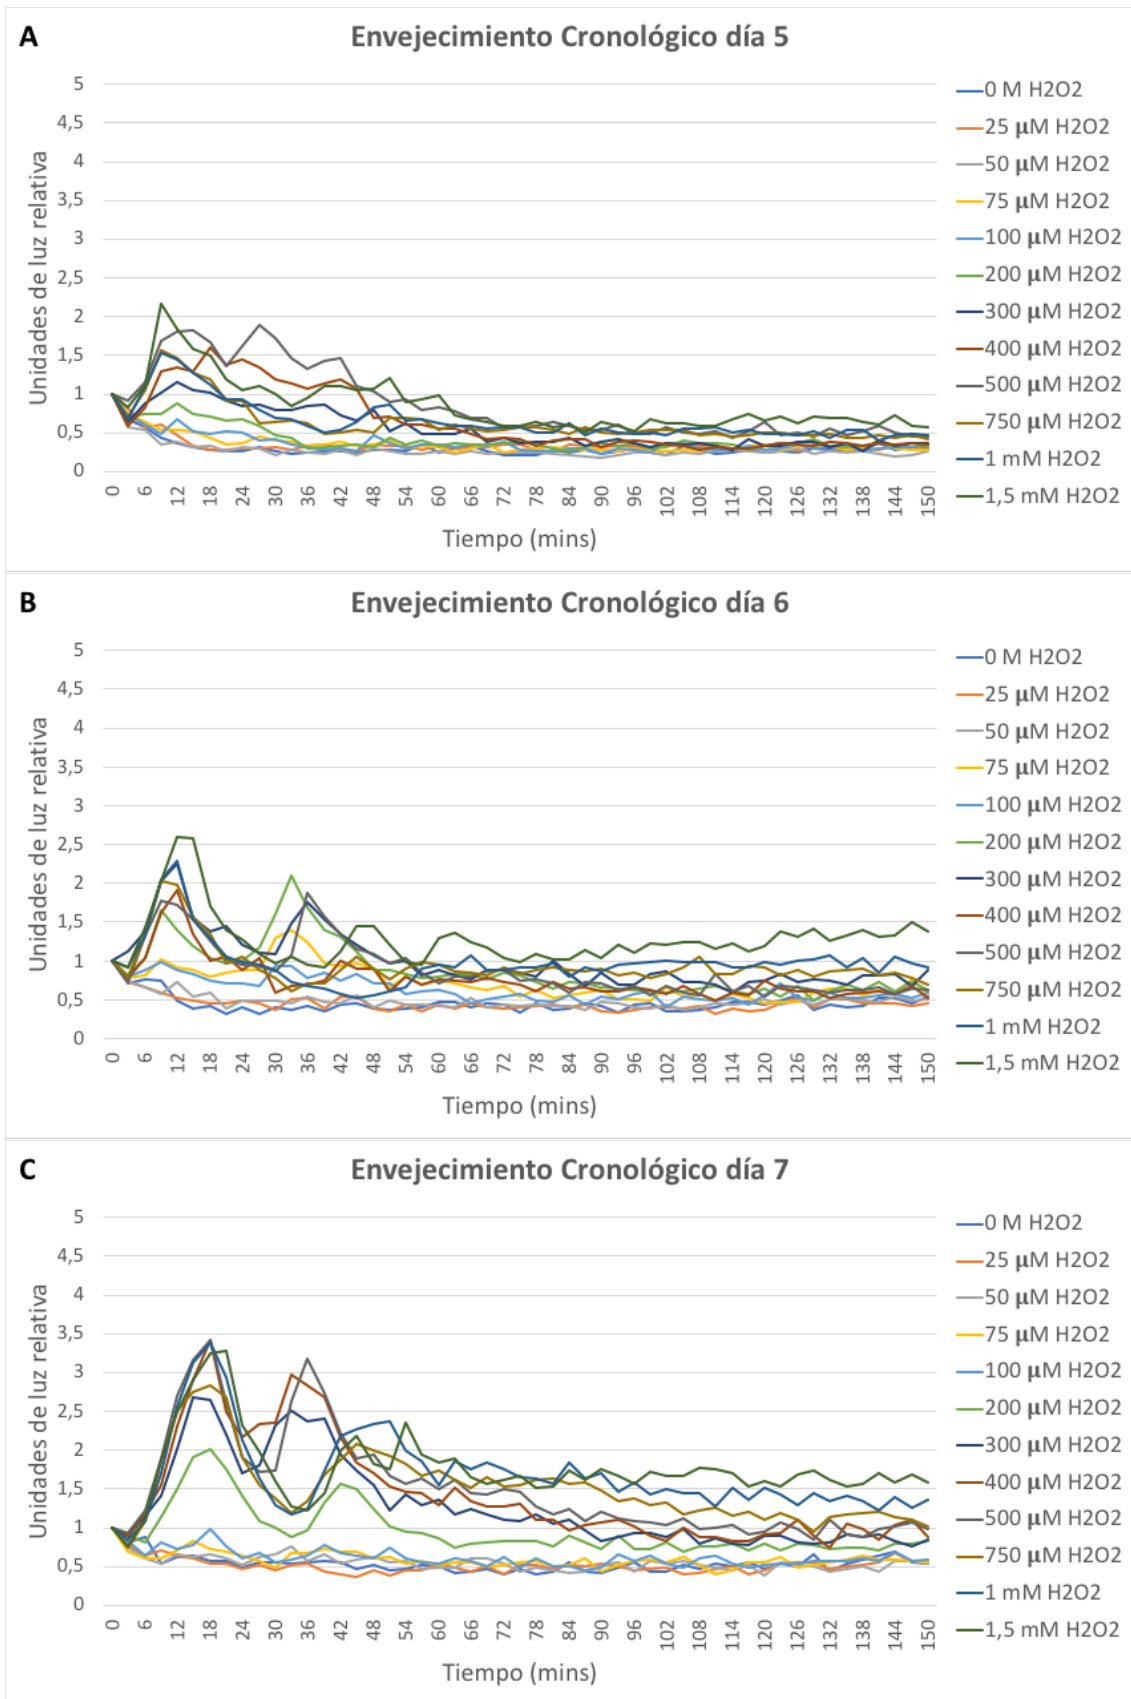 A
Envejecimiento Cronológico día 5
Unidades de luz relativa
5
4,5
4
3,5
3
2,5
2
1,5
1
0,5
0
0 6 12 18 24 30 36 42 48 54 60 66 72 78 84 90 96 102 108 114 120 126 132 138 144 150
Tiempo (mins)
0 M H2O2
25 μM H2O2
50 μM H2O2
75 μM H2O2
100 μM H2O2
200 μM H2O2
300 μM H2O2
400 μM H2O2
500 μM H2O2
750 μM H2O2
1 mM H2O2
1,5 mM H2O2
B
Envejecimiento Cronológico día 6
Unidades de luz relativa
5
4,5
4
3,5
3
2,5
2
1,5
1
0,5
0
0 6 12 18 24 30 36 42 48 54 60 66 72 78 84 90 96 102 108 114 120 126 132 138 144 150
Tiempo (mins)
0 M H2O2
25 μM H2O2
50 μM H2O2
75 μM H2O2
100 μM H2O2
200 μM H2O2
300 μM H2O2
400 μM H2O2
500 μM H2O2
750 μM H2O2
1 mM H2O2
1,5 mM H2O2
C
Envejecimiento Cronológico día 7
Unidades de luz relativa
5
4,5
4
3,5
3
2,5
2
1,5
1
0,5
0
0 6 12 18 24 30 36 42 48 54 60 66 72 78 84 90 96 102 108 114 120 126 132 138 144 150
Tiempo (mins)
0 M H2O2
25 μM H2O2
50 μM H2O2
75 μM H2O2
100 μM H2O2
200 μM H2O2
300 μM H2O2
400 μM H2O2
500 μM H2O2
750 μM H2O2
1 mM H2O2
1,5 mM H2O2